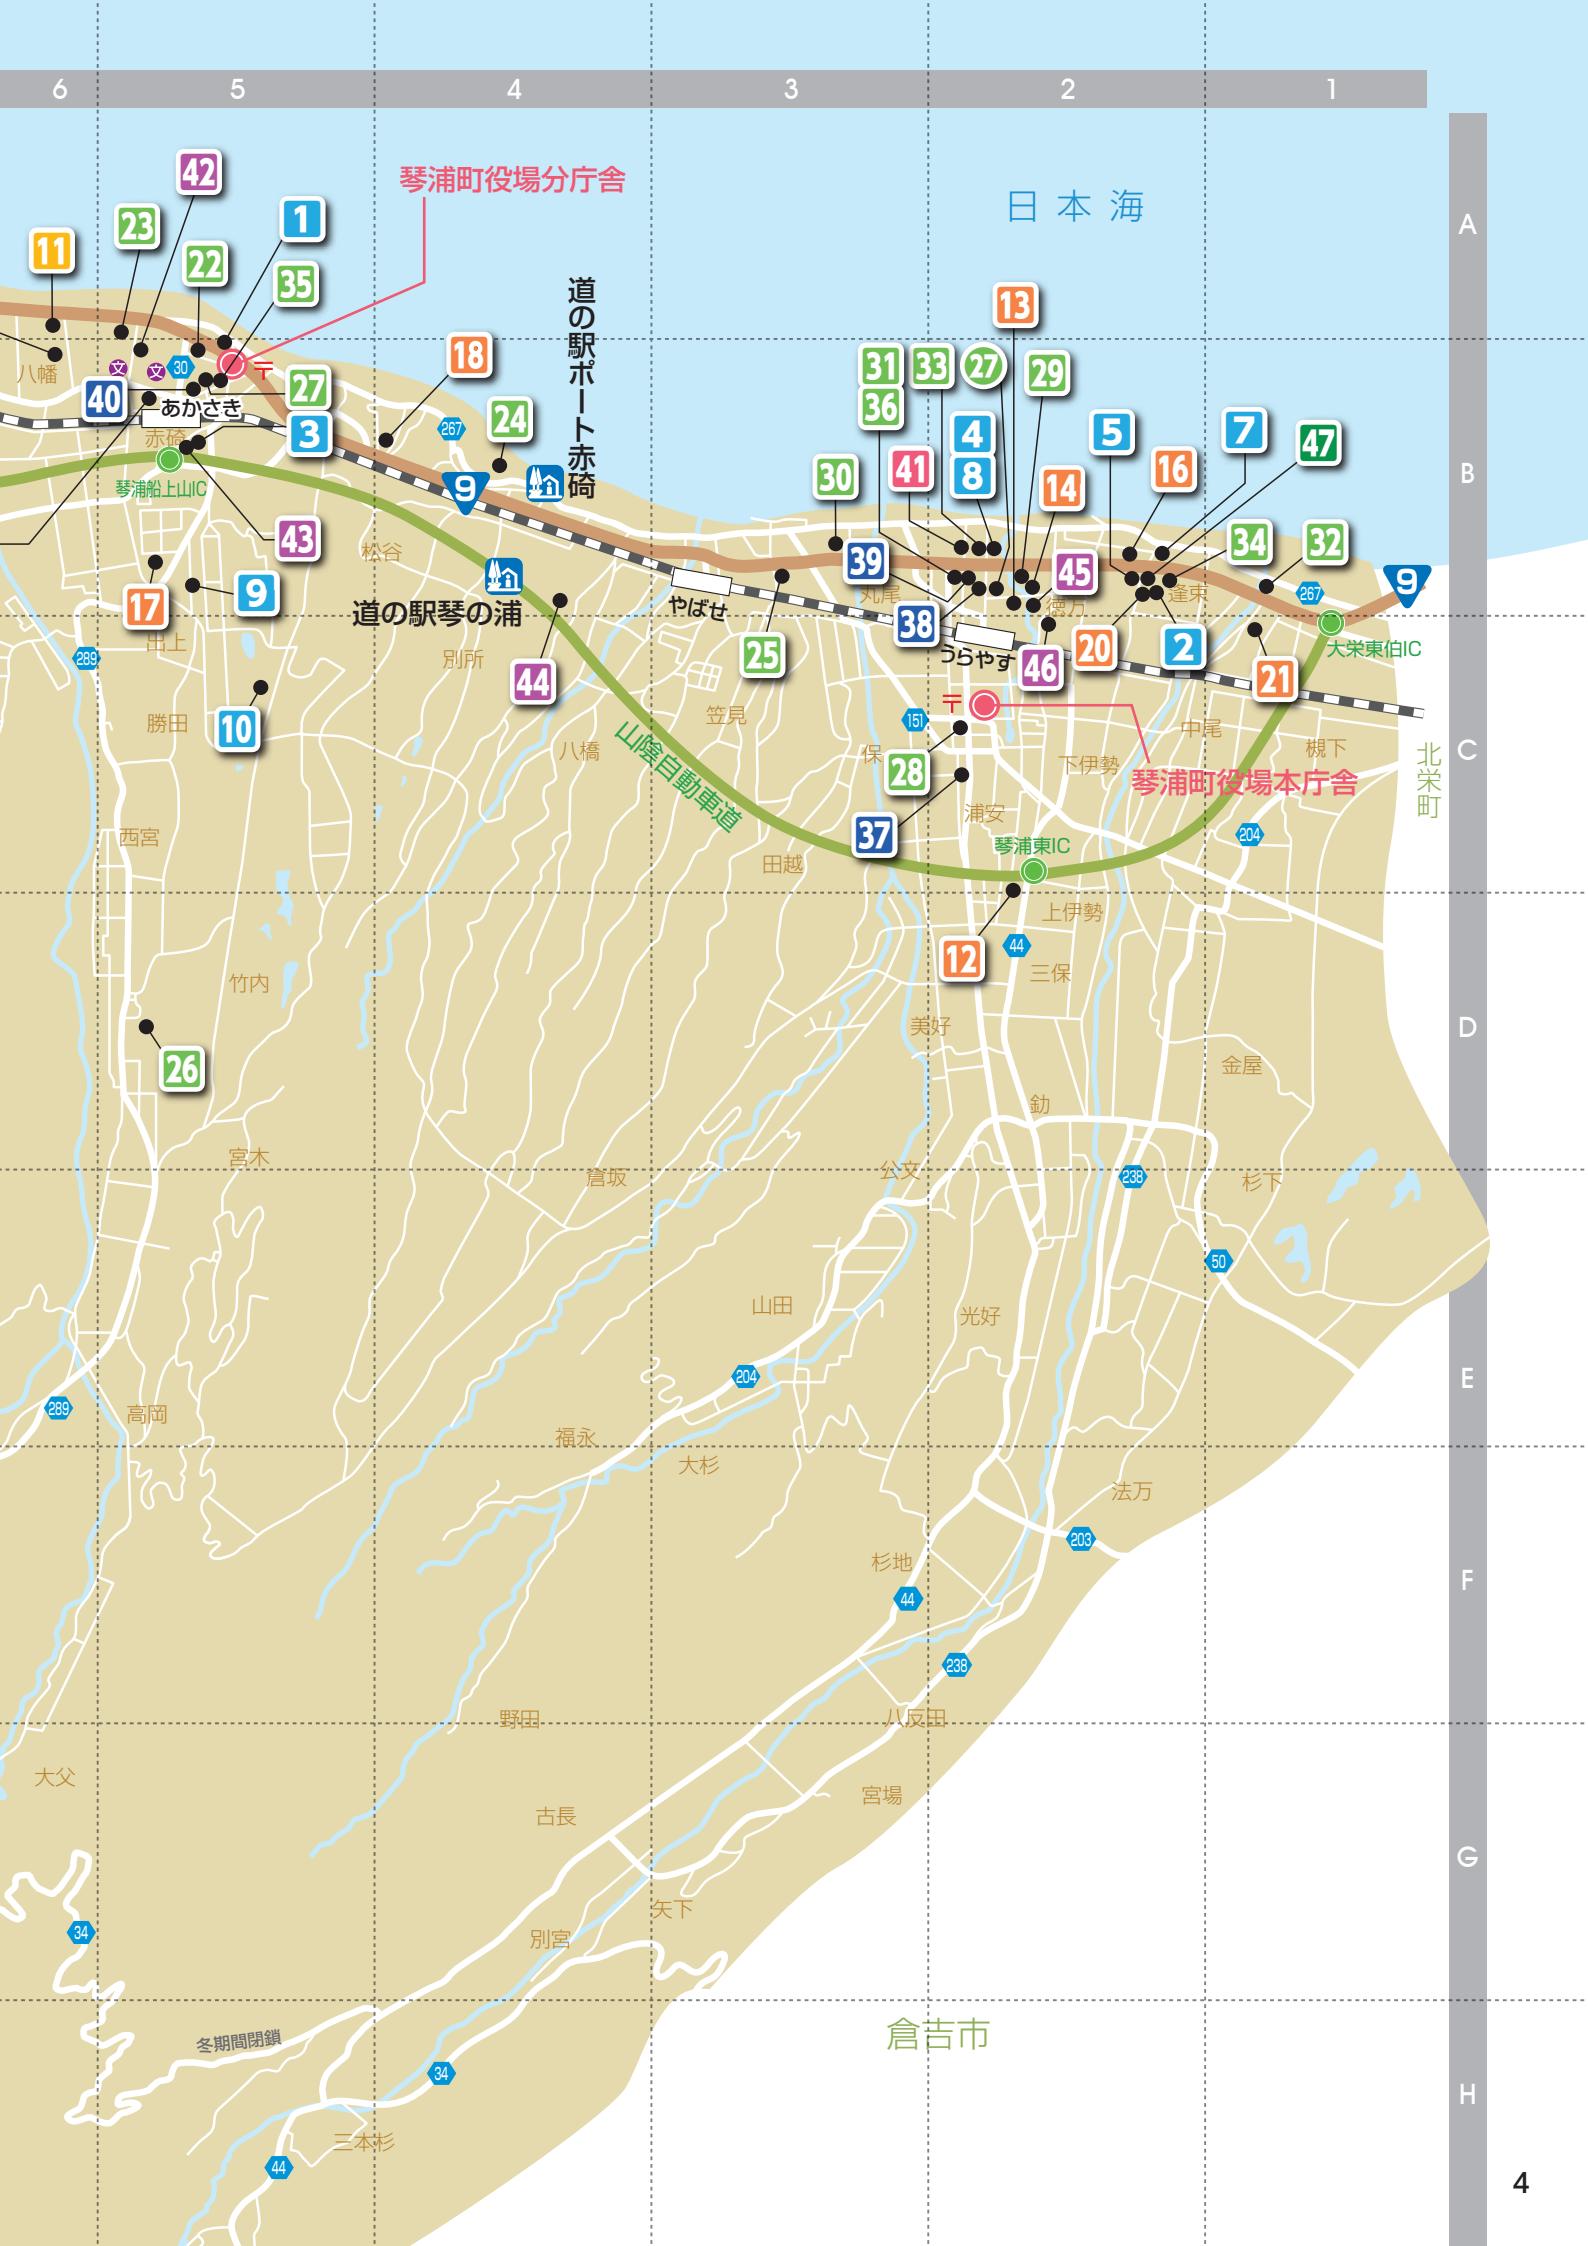 6 5 4 3 2 1
A
B
C
D
E
F
G
H
日本海
琴浦町役場分庁舎
42
23
1
11
22
35
道の駅ポート赤碕
13
18
31
33
27
29
36
八幡
文
文
30
〒
40
あかさき
27
267
24
4
5
7
47
赤碕
3
41
8
16
30
14
琴浦船上山IC
9
43
松谷
39
34
32
45
9
17
9
道の駅琴の浦
やばせ
丸尾
徳万
逢束
267
出上
38
うらやす
大栄東伯IC
289
別所
44
25
46
20
2
21
勝田
10
笠見
〒
151
八橋
山陰自動車道
保
28
下伊勢
中尾
槻下
北栄町
琴浦町役場本庁舎
浦安
37
西宮
琴浦東IC
204
田越
上伊勢
12
44
三保
竹内
美好
26
金屋
釛
宮木
倉坂
公文
238
杉下
50
山田
光好
204
289
高岡
福永
大杉
法万
203
杉地
44
238
野田
八反田
大父
宮場
古長
矢下
34
別宮
冬期間閉鎖
倉吉市
34
三本杉
44
4